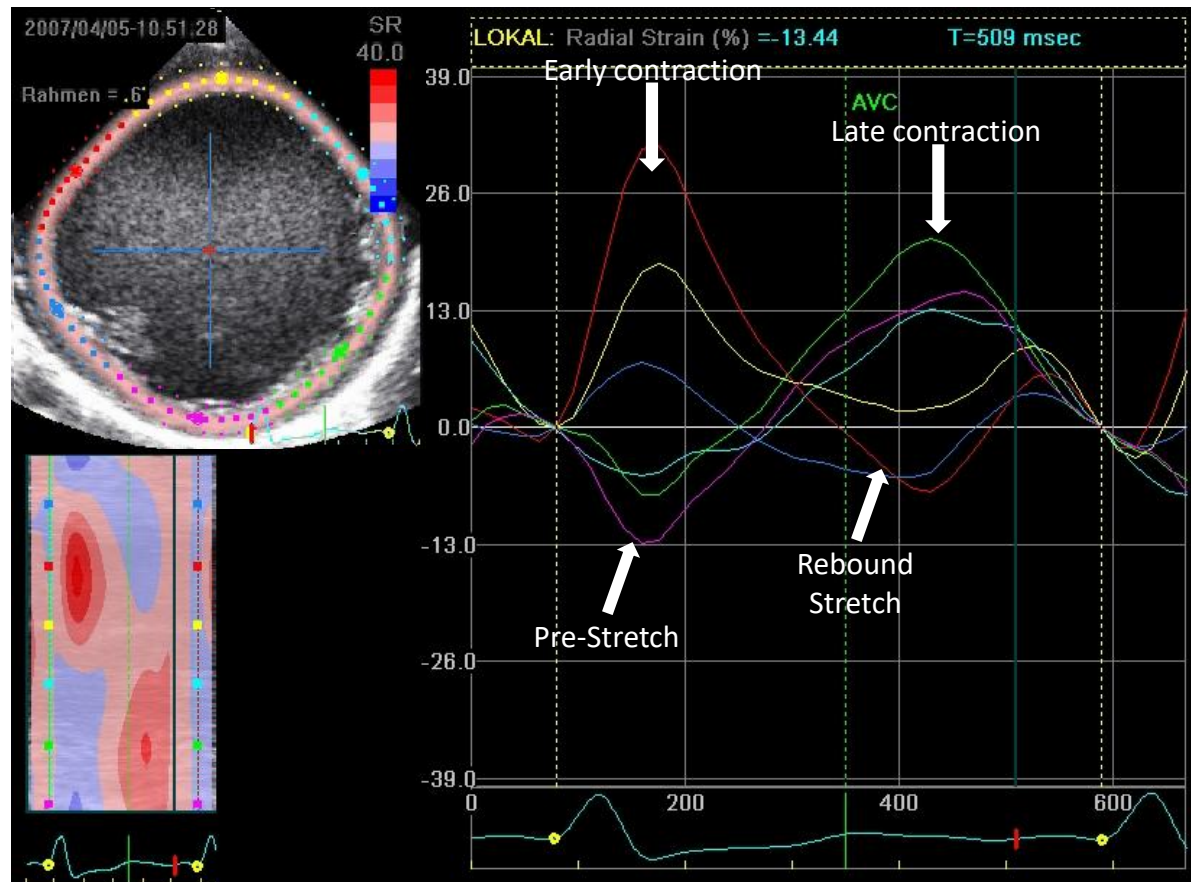 2007/04/05-10:51:28
SR
40.0
Rahmen = .6
LOKAL: Radial Strain (%) =-13.44 T=509 msec
Early contraction
39.0
AVC
Late contraction
26.0
13.0
0.0
-13.0
Rebound
Stretch
Pre-Stretch
-26.0
-39.0
0 200 400 600